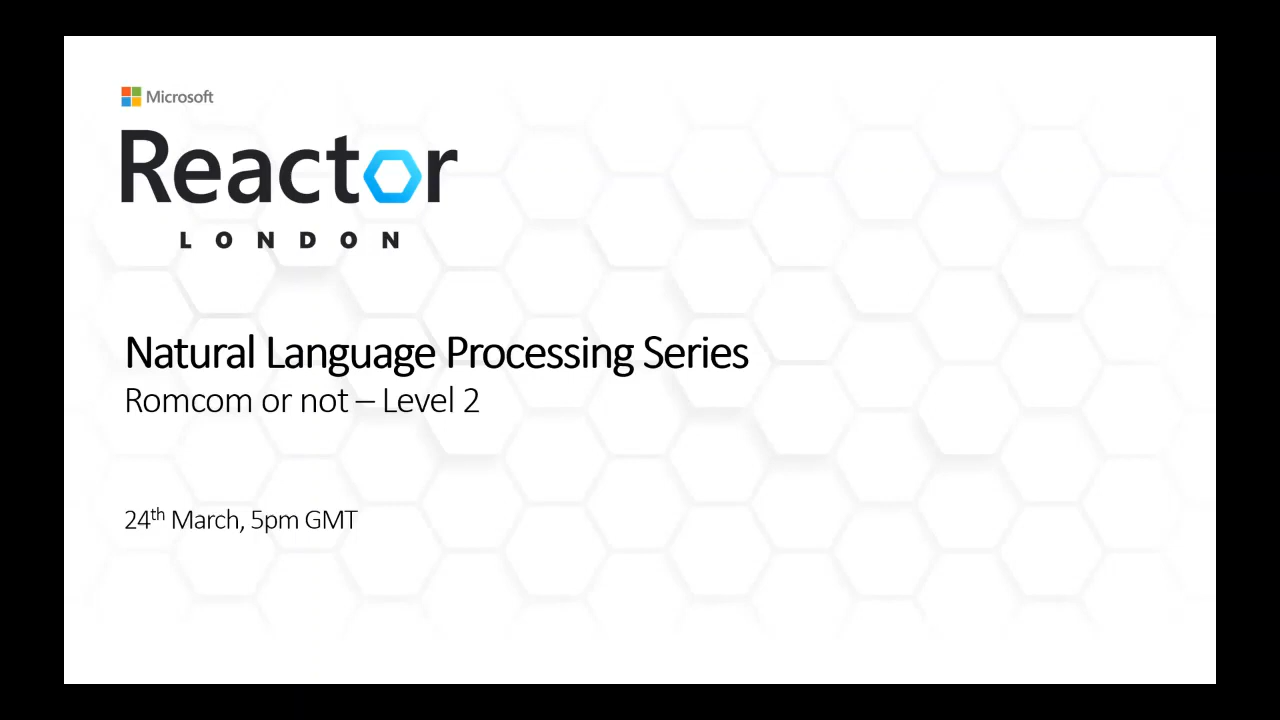 Microsoft
Reactor
LONDON
Natural Language Processing Series
Romcom or not – Level 2
24th March, 5pm GMT